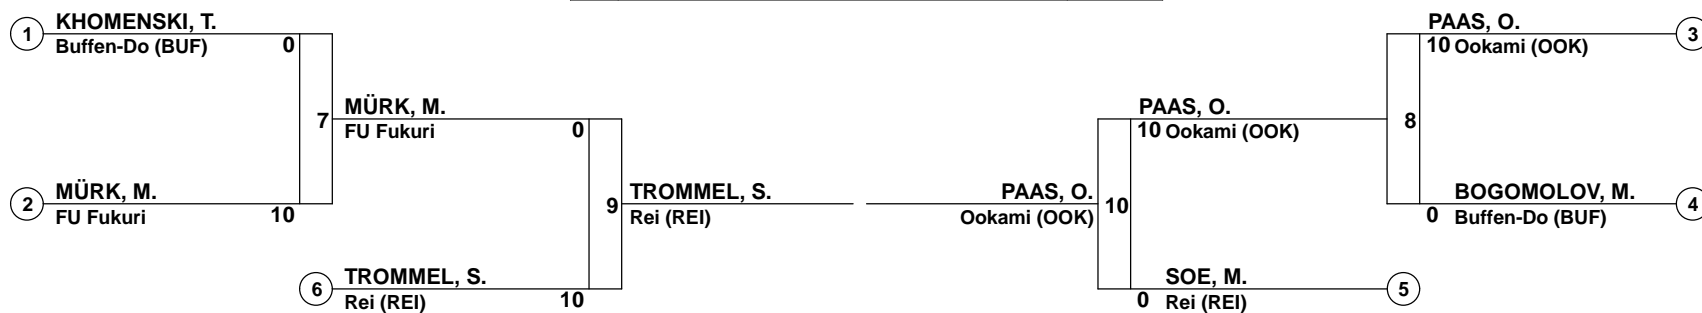 1 KHOMENSKI, T.
Buffen-Do (BUF) 0
7
2 MÜRK, M.
FU Fukuri 10
MÜRK, M.
FU Fukuri 0
9
6 TROMMEL, S.
Rei (REI) 10
TROMMEL, S.
Rei (REI)
PAAS, O.
Ookami (OOK)
10
PAAS, O.
10 Ookami (OOK)
SOE, M. 5
0 Rei (REI)
8
PAAS, O. 3
10 Ookami (OOK)
BOGOMOLOV, M. 4
0 Buffen-Do (BUF)